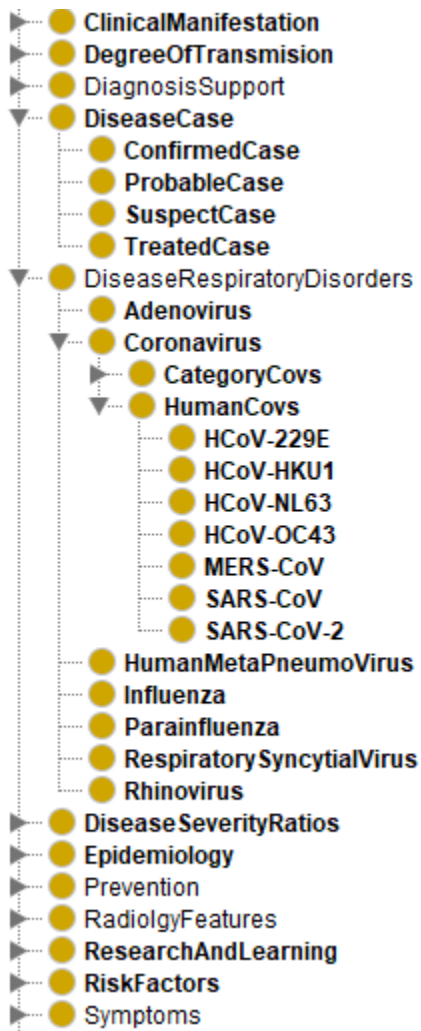 ClinicalManifestation
DegreeOfTransmision
DiagnosisSupport
DiseaseCase
ConfirmedCase
ProbableCase
SuspectCase
TreatedCase
DiseaseRespiratoryDisorders
Adenovirus
Coronavirus
CategoryCovs
HumanCovs
HCoV-229E
HCoV-HKU1
HCoV-NL63
HCoV-OC43
MERS-CoV
SARS-CoV
SARS-CoV-2
HumanMetaPneumoVirus
Influenza
Parainfluenza
RespiratorySyncytialVirus
Rhinovirus
DiseaseSeverityRatios
Epidemiology
Prevention
RadiolgyFeatures
ResearchAndLearning
RiskFactors
Symptoms